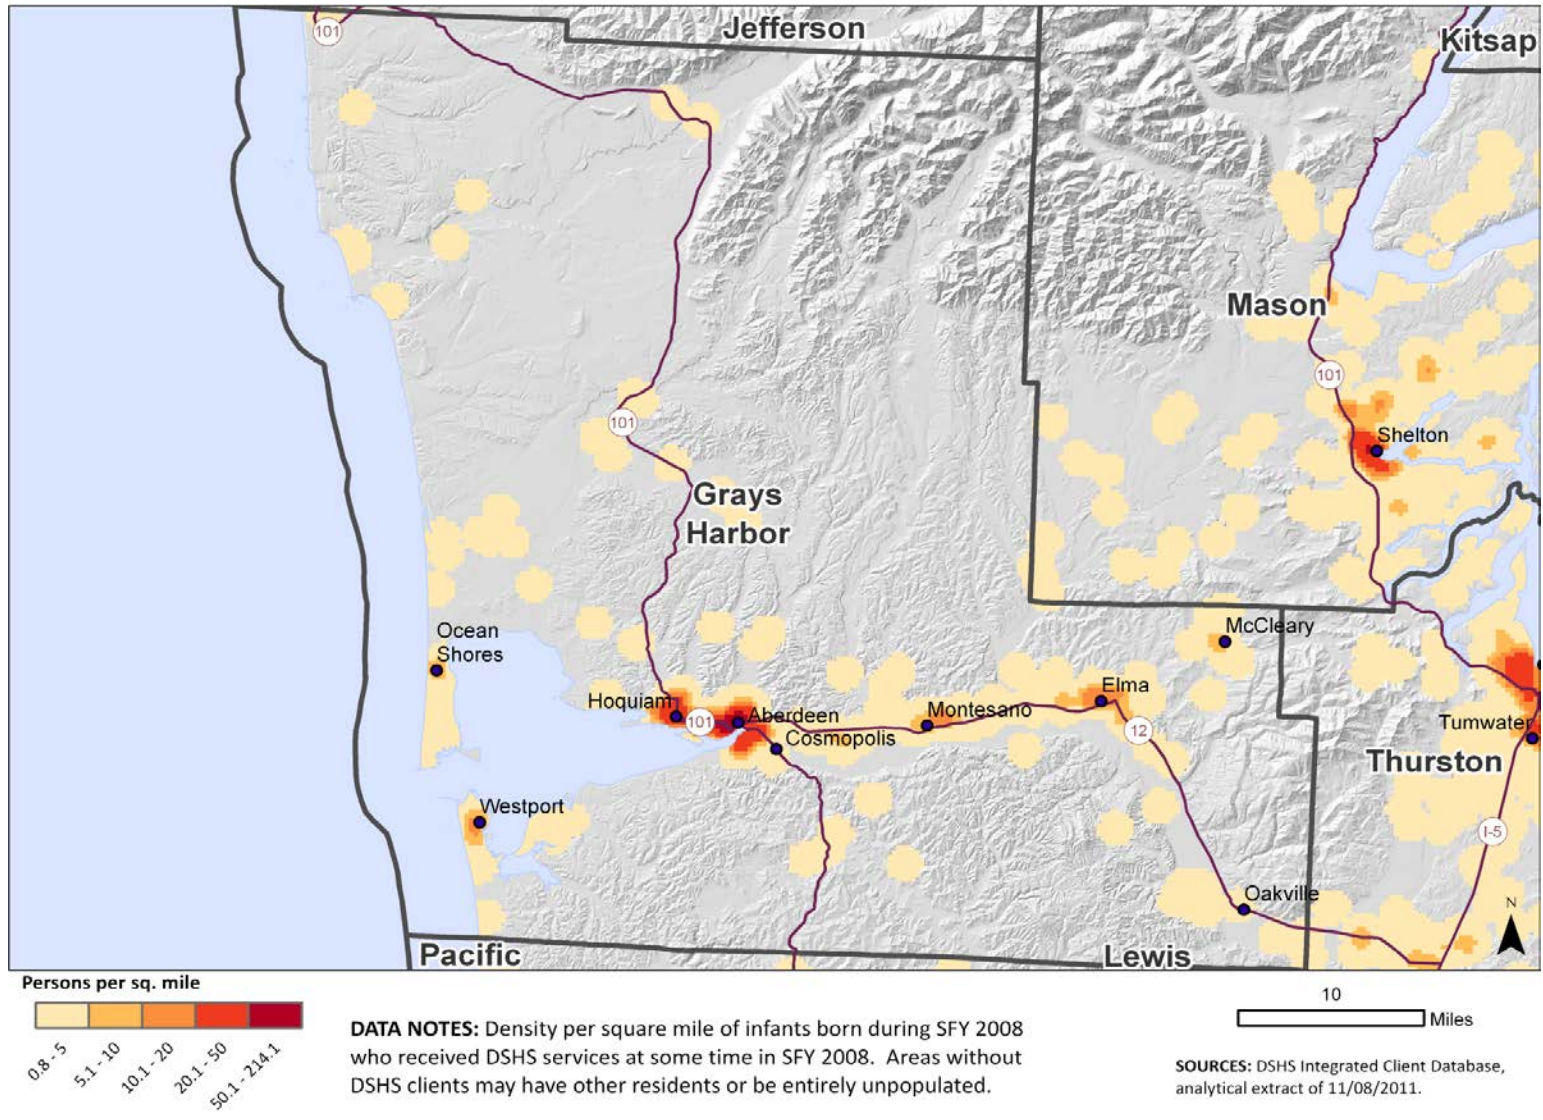 101
Jefferson
Kitsap
Mason
101
101
Shelton
Grays
Harbor
Ocean
Shores
McCleary
Hoquiam
101
Aberdeen
Cosmopolis
Montesano
Elma
12
Tumwater
Thurston
Westport
I-5
Oakville
N
Pacific
Lewis
Persons per sq. mile
0.8 - 5
5.1 - 10
10.1 - 20
20.1 - 50
50.1 - 214.1
DATA NOTES: Density per square mile of infants born during SFY 2008
who received DSHS services at some time in SFY 2008. Areas without
DSHS clients may have other residents or be entirely unpopulated.
10
Miles
SOURCES: DSHS Integrated Client Database,
analytical extract of 11/08/2011.